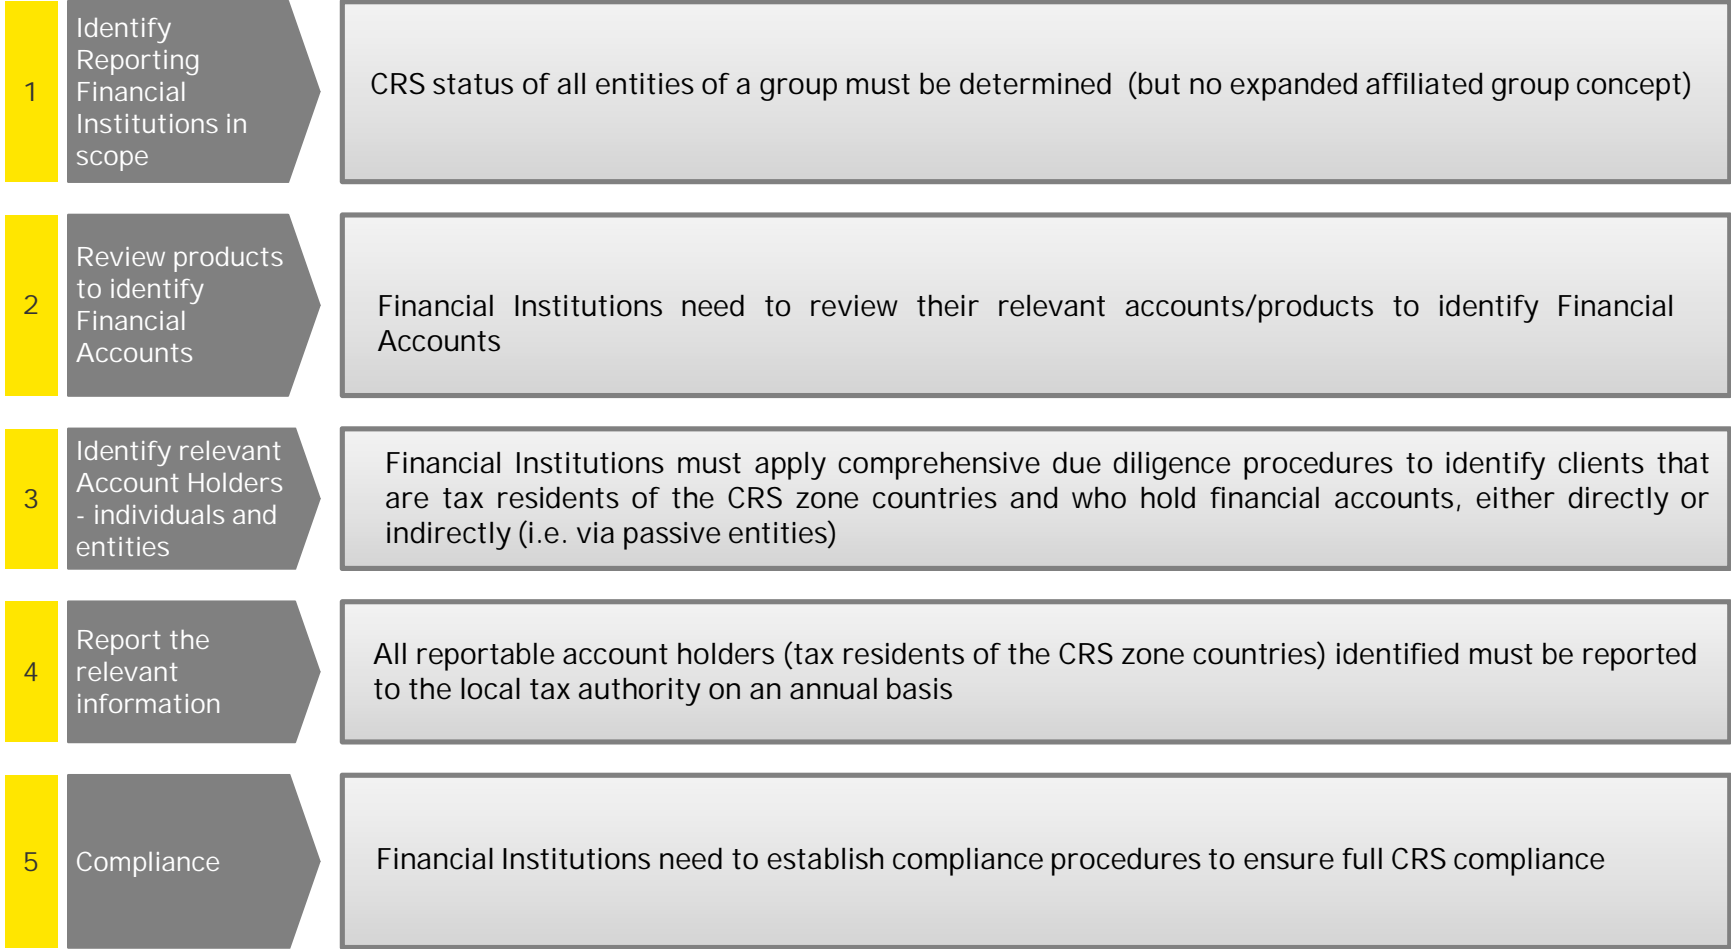 1
Identify
Reporting
Financial
Institutions in
scope
CRS status of all entities of a group must be determined (but no expanded affiliated group concept)
2
Review products
to identify
Financial
Accounts
Financial Institutions need to review their relevant accounts/products to identify Financial
Accounts
3
Identify relevant
Account Holders
- individuals and
entities
Financial Institutions must apply comprehensive due diligence procedures to identify clients that
are tax residents of the CRS zone countries and who hold financial accounts, either directly or
indirectly (i.e. via passive entities)
4
Report the
relevant
information
All reportable account holders (tax residents of the CRS zone countries) identified must be reported
to the local tax authority on an annual basis
5
Compliance
Financial Institutions need to establish compliance procedures to ensure full CRS compliance